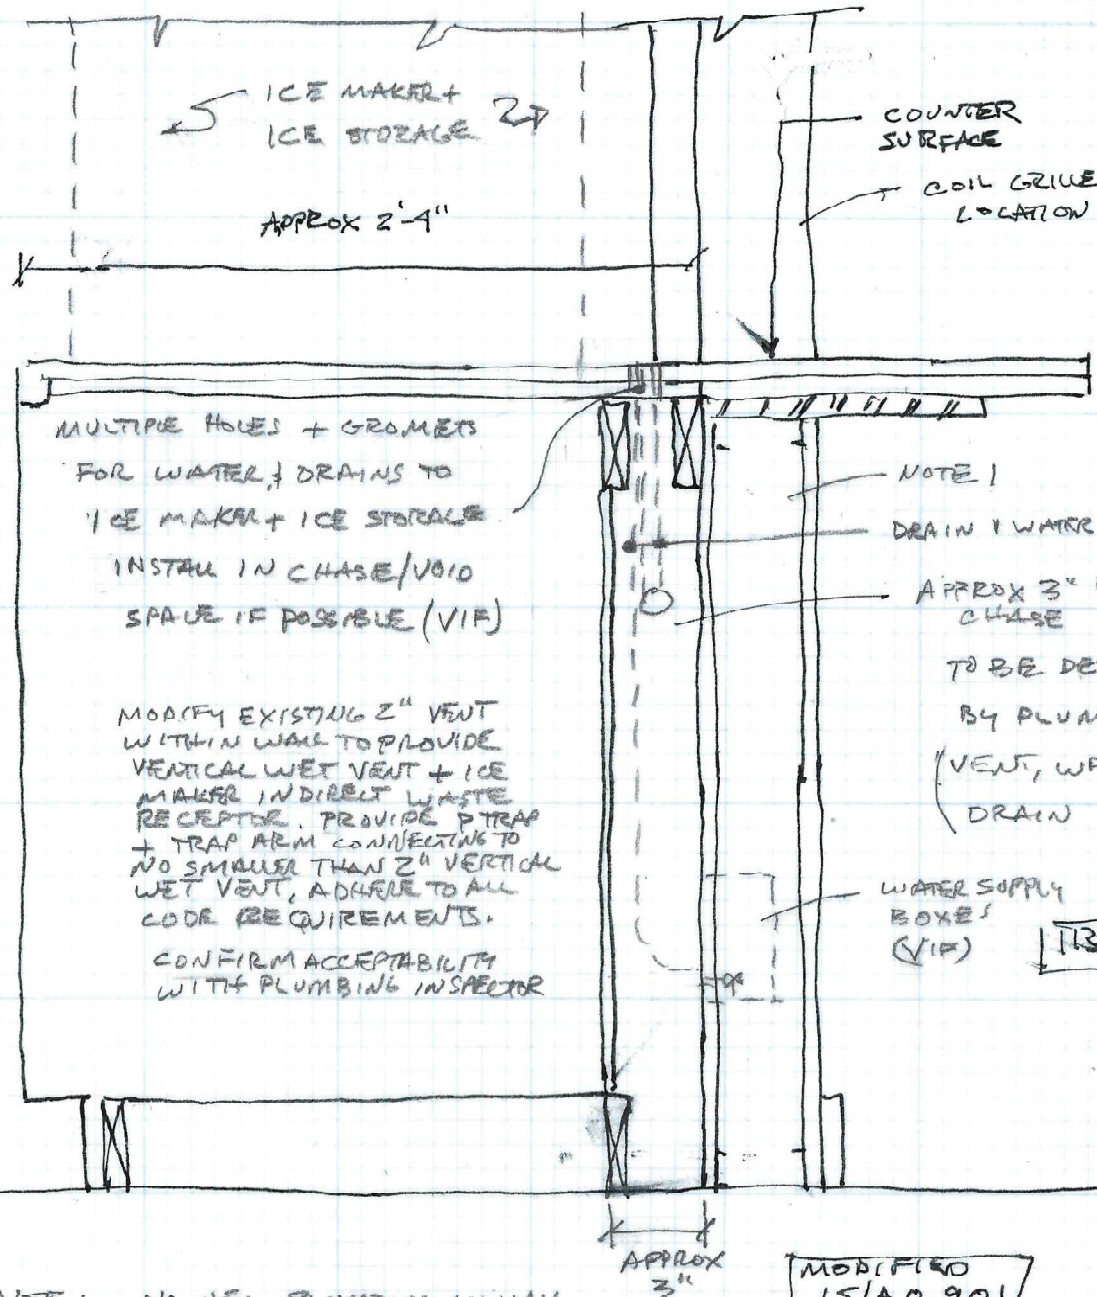 ICE MAKER +
ICE STORAGE
APPROX 2'-4"
COUNTER
SURFACE
COIL GRILLE
LOCATION
MULTIPLE HOLES + GROMETS
FOR WATER & DRAINS TO
ICE MAKER + ICE STORAGE
INSTALL IN CHASE/VOID
SPACE IF POSSIBLE (VIF)
MODIFY EXISTING 2" VENT
WITHIN WALL TO PROVIDE
VERTICAL WET VENT + ICE
MAKER INDIRECT WASTE
RECEPTOR. PROVIDE P TRAP
+ TRAP ARM CONNECTING TO
NO SMALLER THAN 2" VERTICAL
WET VENT, ADHERE TO ALL
CODE REQUIREMENTS.
CONFIRM ACCEPTABILITY
WITH PLUMBING INSPECTOR
NOTE 1
DRAIN & WATER
APPROX 3"
CHASE
TO BE DE
BY PLUM
(VENT, W
DRAIN
WATER SUPPLY
BOXES
(VIF)
APPROX
3"
MODIFIED
15/A0.901